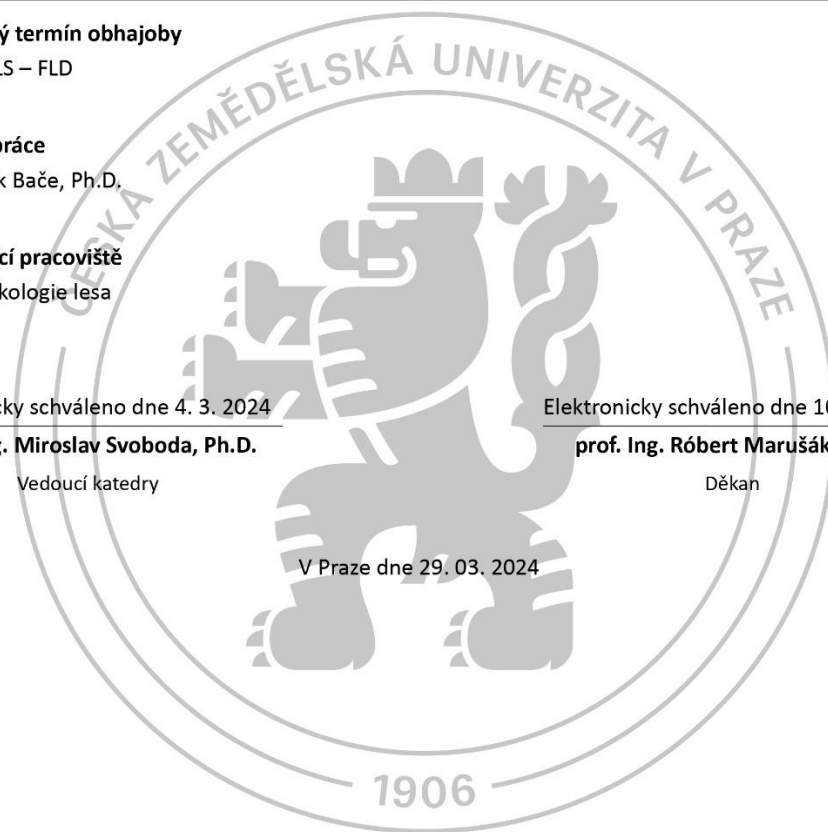 ý termín obhajoby
LS – FLD
práce
k Bače, Ph.D.
cí pracoviště
kologie lesa
cky schváleno dne 4. 3. 2024
g. Miroslav Svoboda, Ph.D.
Vedoucí katedry
Elektronicky schváleno dne 10
prof. Ing. Róbert Marušák
Děkan
V Praze dne 29. 03. 2024
ČESKÁ ZEMĚDĚLSKÁ UNIVERZITA V PRAZE
1906